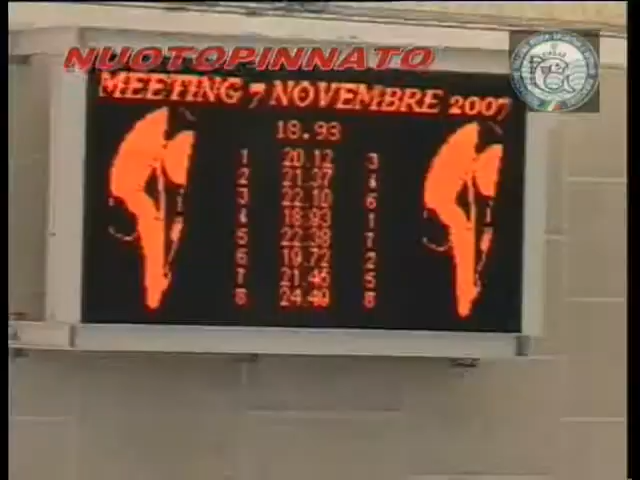 NUOTOPINNATO
MEETING 7 NOVEMBRE 2007
18.93
1 20.12 3
2 21.37 4
3 22.10 6
4 18.93 1
5 22.38 7
6 19.72 2
7 21.46 5
8 24.49 8